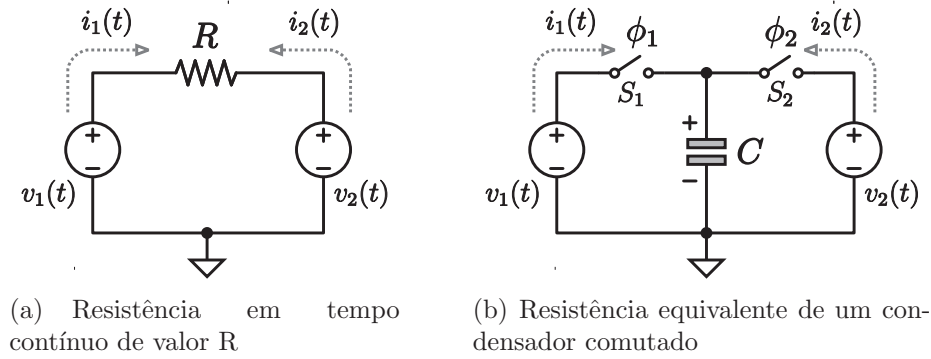 i₁(t)
R
i₂(t)
+
−
v₁(t)
+
−
v₂(t)
i₁(t)
ϕ₁
S₁
ϕ₂
S₂
i₂(t)
+
−
v₁(t)
+
−
C
+
−
v₂(t)
(a) Resistência em tempo
contínuo de valor R
(b) Resistência equivalente de um con-
densador comutado